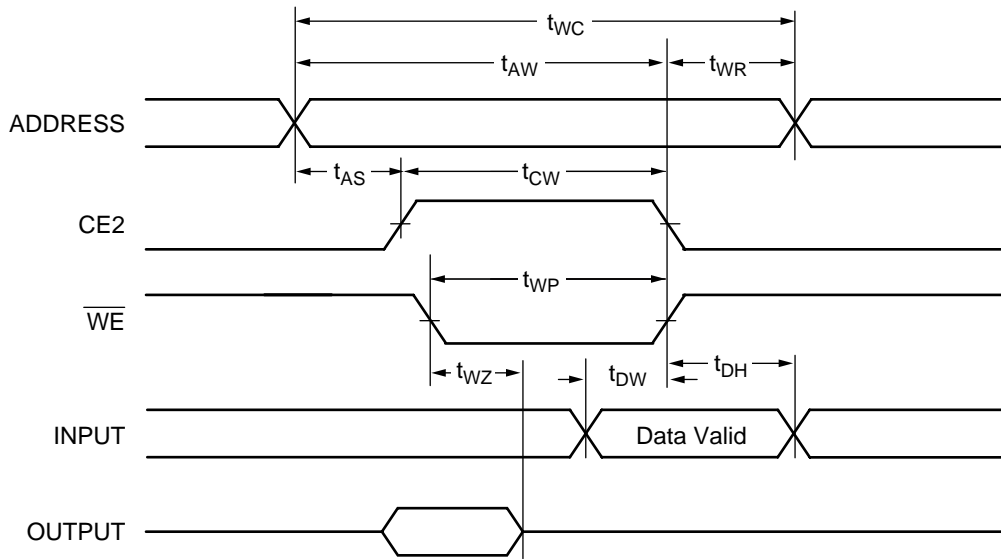 tWC
tAW
tWR
ADDRESS
tAS
tCW
CE2
tWP
WE
tWZ
tDW
tDH
INPUT
Data Valid
OUTPUT